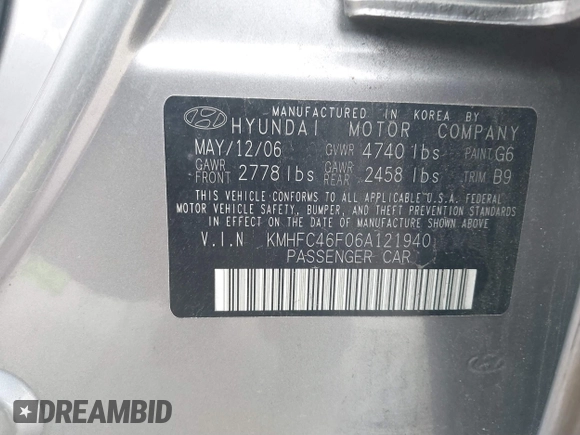 MANUFACTURED IN KOREA BY
HYUNDAI MOTOR COMPANY
MAY/12/06 GVWR 4740 lbs PAINT G6
GAWR FRONT 2778 lbs GAWR REAR 2458 lbs TRIM B9
THIS VEHICLE CONFORMS TO ALL APPLICABLE U.S.A. FEDERAL
MOTOR VEHICLE SAFETY, BUMPER, AND THEFT PREVENTION STANDARDS
IN EFFECT ON THE DATE OF MANUFACTURE SHOWN ABOVE.
V.I.N KMHFC46F06A121940
PASSENGER CAR
DREAMBID